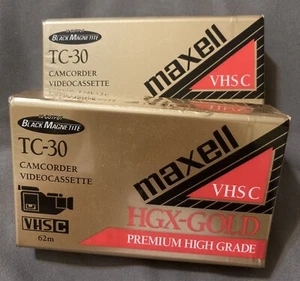 BLACK MAGNETITE
TC-30
CAMCORDER
VIDEOCASSETTE
maxell
VHS C
BLACK MAGNETITE
TC-30
CAMCORDER
VIDEOCASSETTE
VHS C
62m
maxell
VHS C
HGX-GOLD
PREMIUM HIGH GRADE